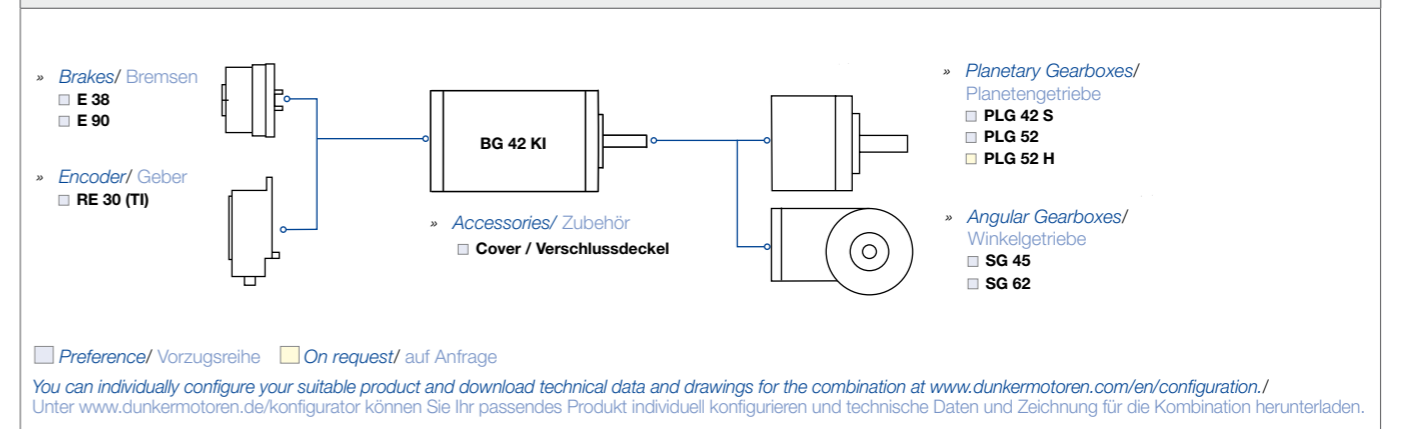 » Brakes/ Bremsen
E 38
E 90
» Encoder/ Geber
RE 30 (TI)
BG 42 KI
» Accessories/ Zubehör
Cover / Verschlussdeckel
» Planetary Gearboxes/
Planetengetriebe
PLG 42 S
PLG 52
PLG 52 H
» Angular Gearboxes/
Winkelgetriebe
SG 45
SG 62
Preference/ Vorzugsreihe On request/ auf Anfrage
You can individually configure your suitable product and download technical data and drawings for the combination at www.dunkermotoren.com/en/configuration./
Unter www.dunkermotoren.de/konfigurator können Sie Ihr passendes Produkt individuell konfigurieren und technische Daten und Zeichnung für die Kombination herunterladen.